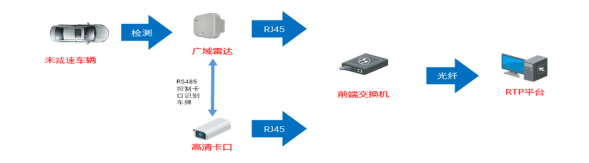 检测
RJ45
未减速车辆
广域雷达
RS485
控制卡
口识别
车牌
前端交换机
光纤
RTP平台
RJ45
高清卡口